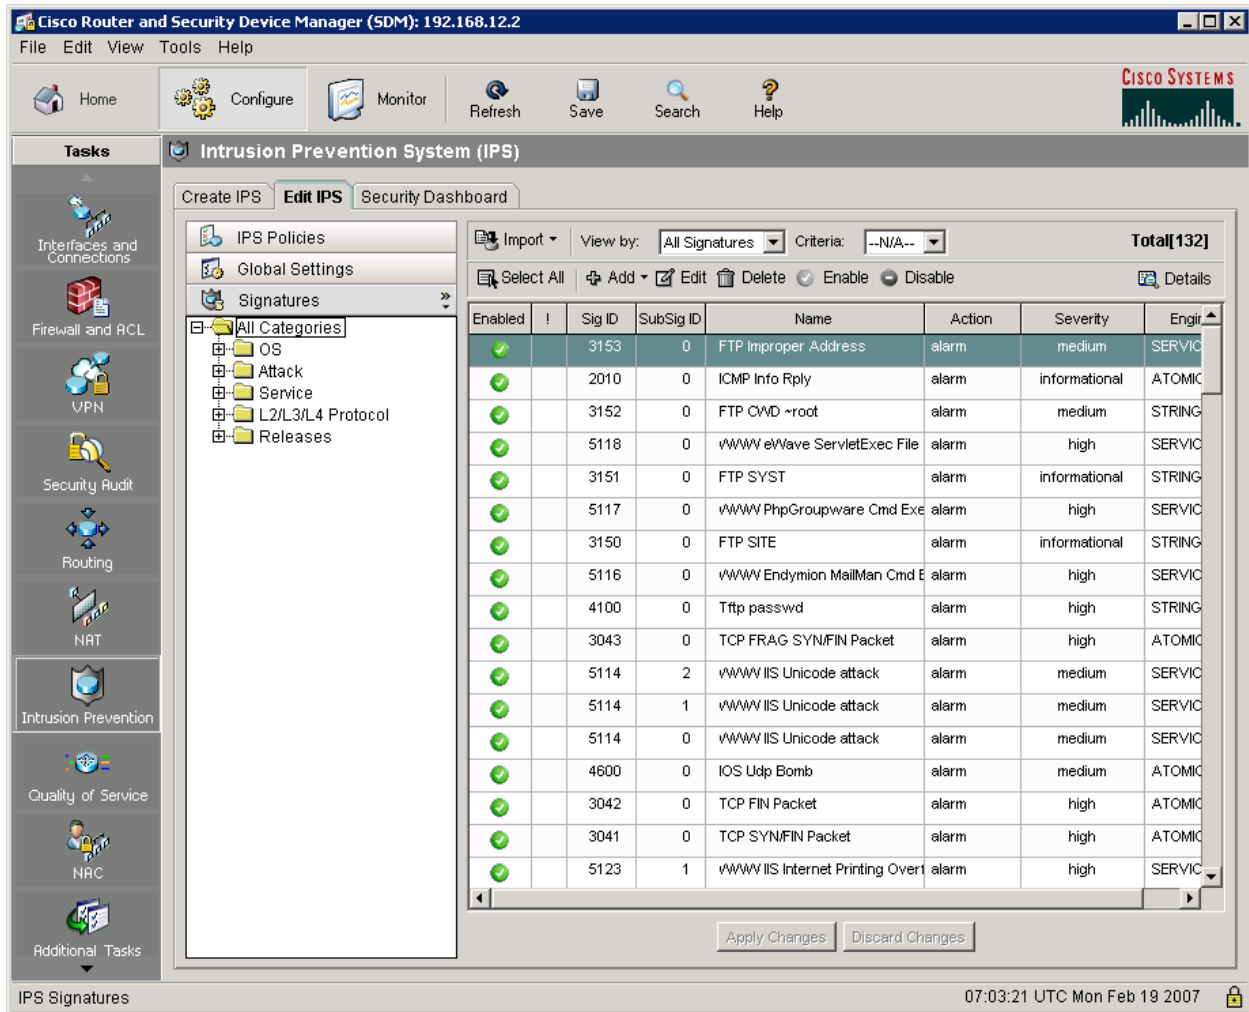 Cisco Router and Security Device Manager (SDM): 192.168.12.2
File Edit View Tools Help
Home Configure Monitor Refresh Save Search Help
CISCO SYSTEMS
Tasks
Intrusion Prevention System (IPS)
Create IPS Edit IPS Security Dashboard
Interfaces and
Connections
Firewall and ACL
VPN
Security Audit
Routing
NAT
Intrusion Prevention
Quality of Service
NAC
Additional Tasks
IPS Policies
Global Settings
Signatures
All Categories
OS
Attack
Service
L2/L3/L4 Protocol
Releases
Import View by: All Signatures Criteria: --N/A-- Total[132]
Select All Add Edit Delete Enable Disable Details
Enabled ! Sig ID SubSig ID Name Action Severity Engir
3153 0 FTP Improper Address alarm medium SERVIC
2010 0 ICMP Info Rply alarm informational ATOMIC
3152 0 FTP CWD ~root alarm medium STRING
5118 0 WWW eWave ServletExec File alarm high SERVIC
3151 0 FTP SYST alarm informational STRING
5117 0 WWW PhpGroupware Cmd Exe alarm high SERVIC
3150 0 FTP SITE alarm informational STRING
5116 0 WWW Endymion MailMan Cmd E alarm high SERVIC
4100 0 Tftp passwd alarm high STRING
3043 0 TCP FRAG SYN/FIN Packet alarm high ATOMIC
5114 2 WWW IIS Unicode attack alarm medium SERVIC
5114 1 WWW IIS Unicode attack alarm medium SERVIC
5114 0 WWW IIS Unicode attack alarm medium SERVIC
4600 0 IOS Udp Bomb alarm medium ATOMIC
3042 0 TCP FIN Packet alarm high ATOMIC
3041 0 TCP SYN/FIN Packet alarm high ATOMIC
5123 1 WWW IIS Internet Printing Overf alarm high SERVIC
Apply Changes Discard Changes
IPS Signatures 07:03:21 UTC Mon Feb 19 2007